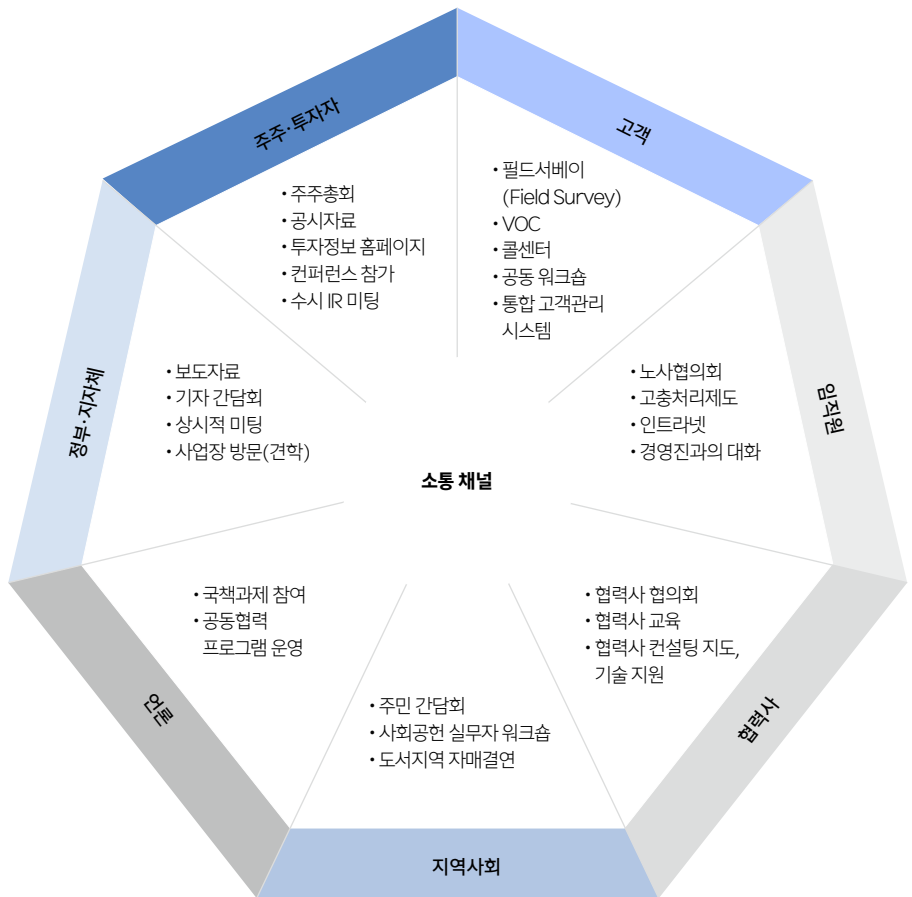 주주·투자자
• 주주총회
• 공시자료
• 투자정보 홈페이지
• 컨퍼런스 참가
• 수시 IR 미팅
고객
• 필드서베이
(Field Survey)
• VOC
• 콜센터
• 공동 워크숍
• 통합 고객관리
시스템
임직원
• 노사협의회
• 고충처리제도
• 인트라넷
• 경영진과의 대화
협력사
• 협력사 협의회
• 협력사 교육
• 협력사 컨설팅 지도,
기술 지원
지역사회
• 주민 간담회
• 사회공헌 실무자 워크숍
• 도서지역 자매결연
언론
• 국책과제 참여
• 공동협력
프로그램 운영
정부·지자체
• 보도자료
• 기자 간담회
• 상시적 미팅
• 사업장 방문(견학)
소통 채널